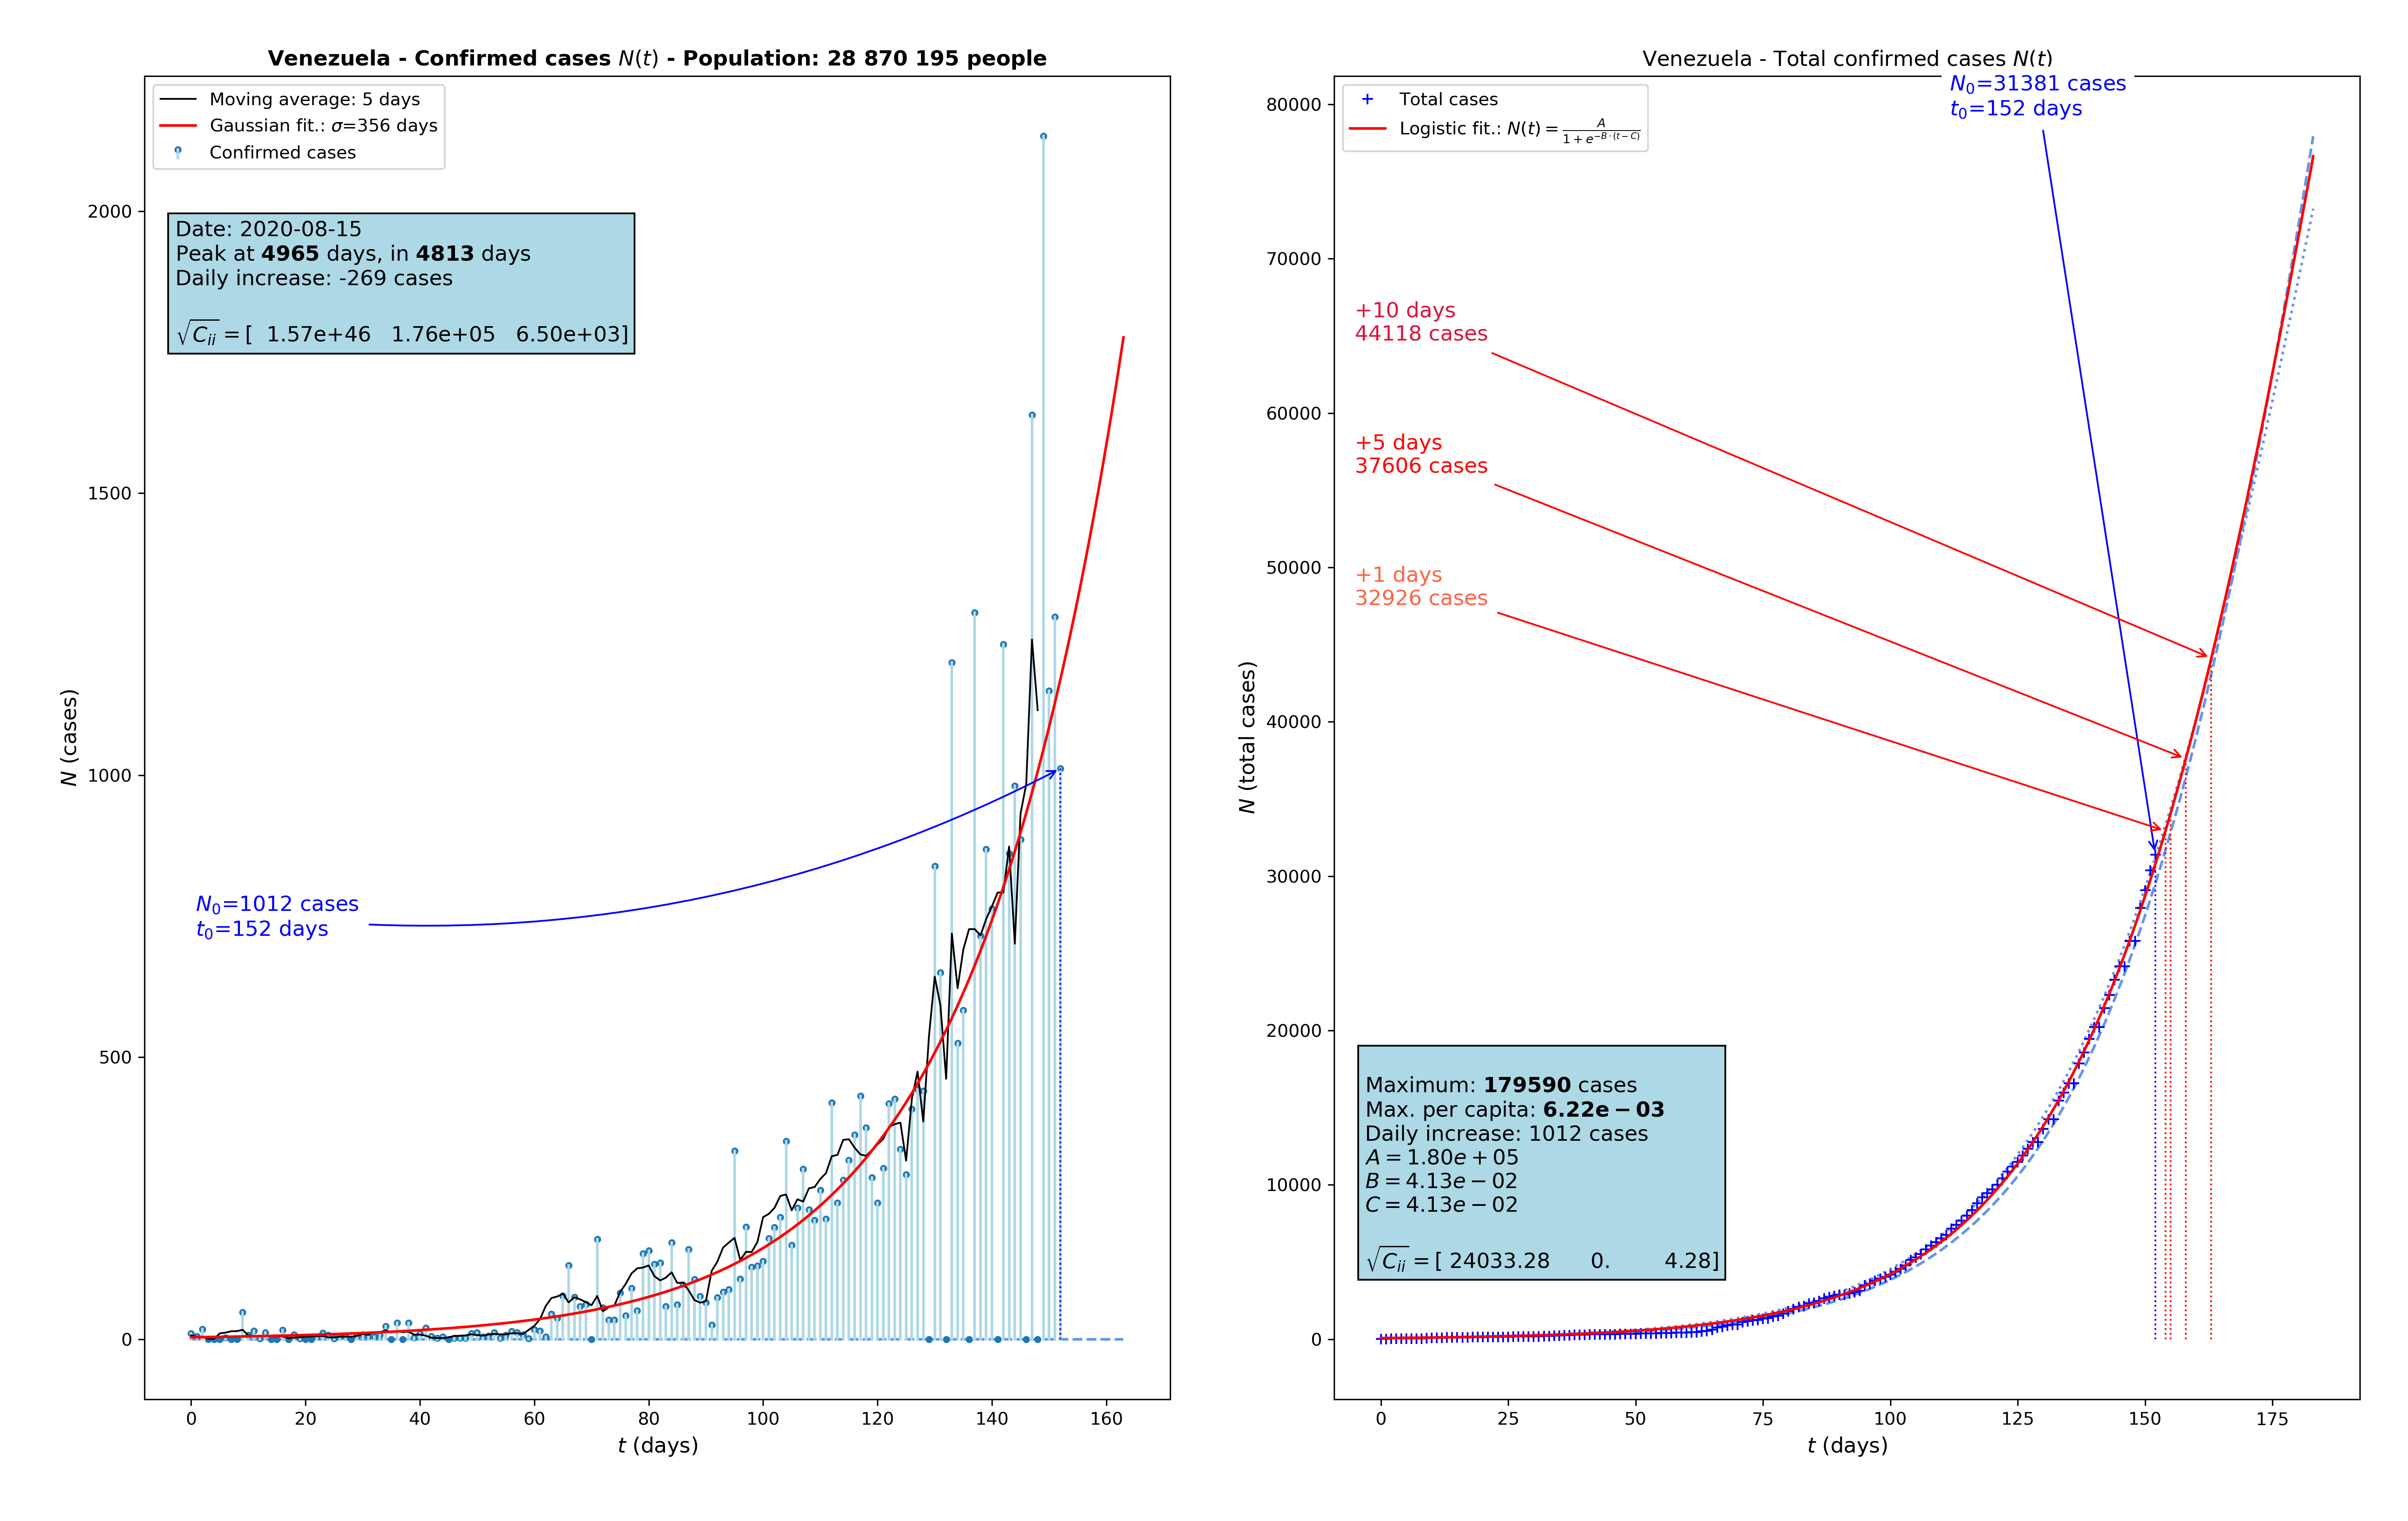 Venezuela - Confirmed cases N(t) - Population: 28 870 195 people
Moving average: 5 days
Gaussian fit.: σ=356 days
Confirmed cases
Date: 2020-08-15
Peak at 4965 days, in 4813 days
Daily increase: -269 cases
√C_ii = [ 1.57e+46 1.76e+05 6.50e+03]
N_0=1012 cases
t_0=152 days
2000
1500
1000
500
0
N (cases)
0 20 40 60 80 100 120 140 160
t (days)
Venezuela - Total confirmed cases N(t)
N_0=31381 cases
t_0=152 days
Total cases
Logistic fit.: N(t) = A / (1 + e^{−B·(t−C)})
+10 days
44118 cases
+5 days
37606 cases
+1 days
32926 cases
Maximum: 179590 cases
Max. per capita: 6.22e − 03
Daily increase: 1012 cases
A = 1.80e + 05
B = 4.13e − 02
C = 4.13e − 02
√C_ii = [ 24033.28 0. 4.28]
80000
70000
60000
50000
40000
30000
20000
10000
0
N (total cases)
0 25 50 75 100 125 150 175
t (days)